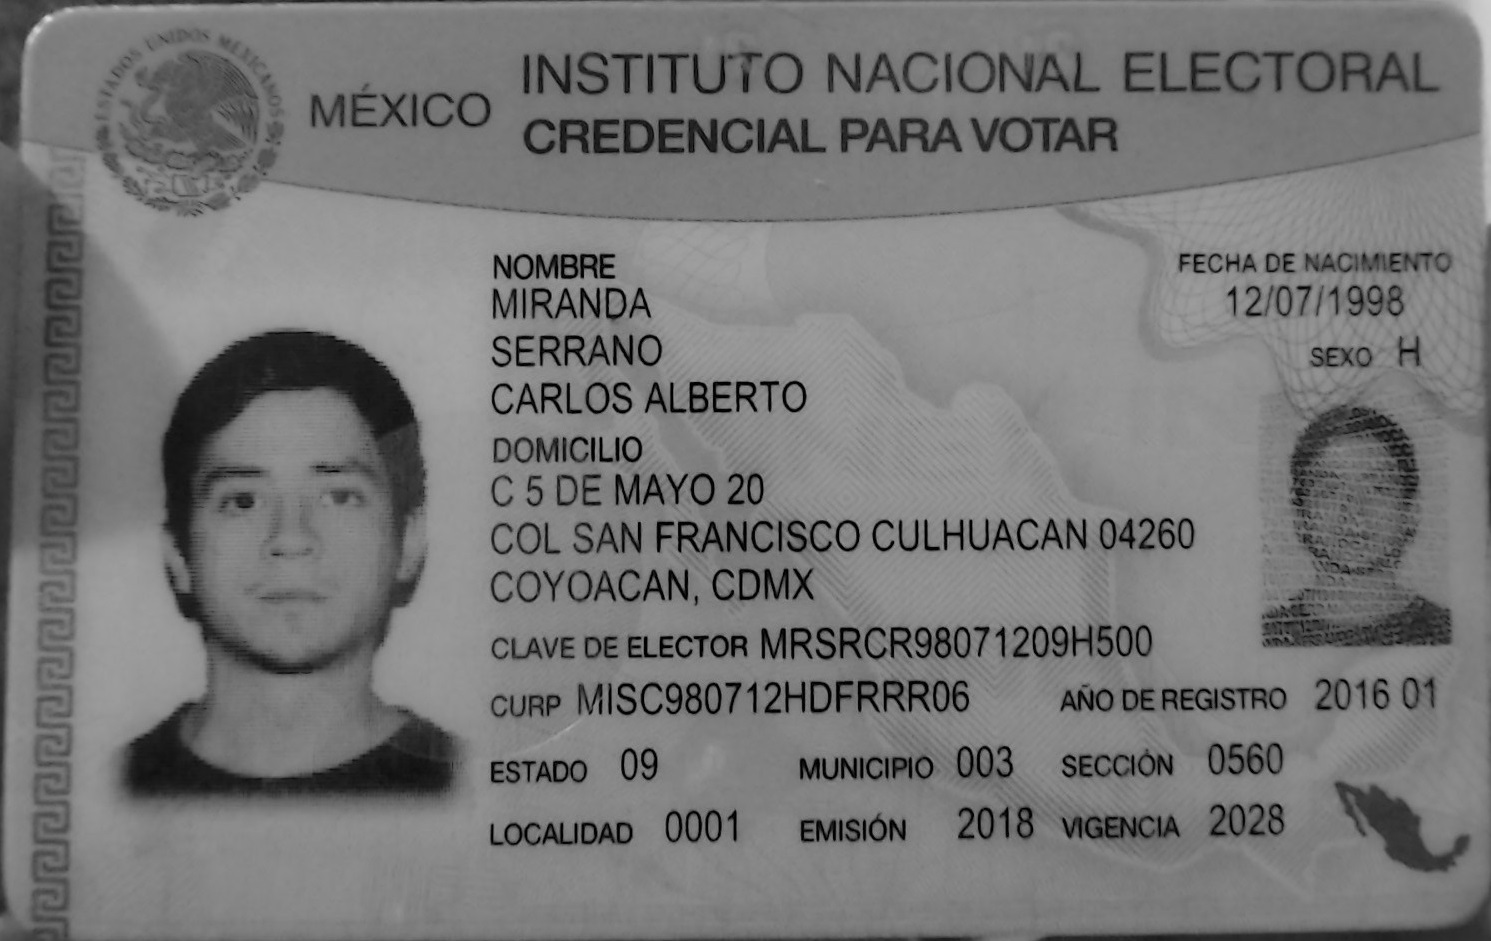 ESTADOS UNIDOS MEXICANOS
MÉXICO
INSTITUTO NACIONAL ELECTORAL
CREDENCIAL PARA VOTAR
NOMBRE
MIRANDA
SERRANO
CARLOS ALBERTO
FECHA DE NACIMIENTO
12/07/1998
SEXO H
DOMICILIO
C 5 DE MAYO 20
COL SAN FRANCISCO CULHUACAN 04260
COYOACAN, CDMX
CLAVE DE ELECTOR MRSRCR98071209H500
CURP MISC980712HDFRRR06
AÑO DE REGISTRO 2016 01
ESTADO 09 MUNICIPIO 003 SECCIÓN 0560
LOCALIDAD 0001 EMISIÓN 2018 VIGENCIA 2028